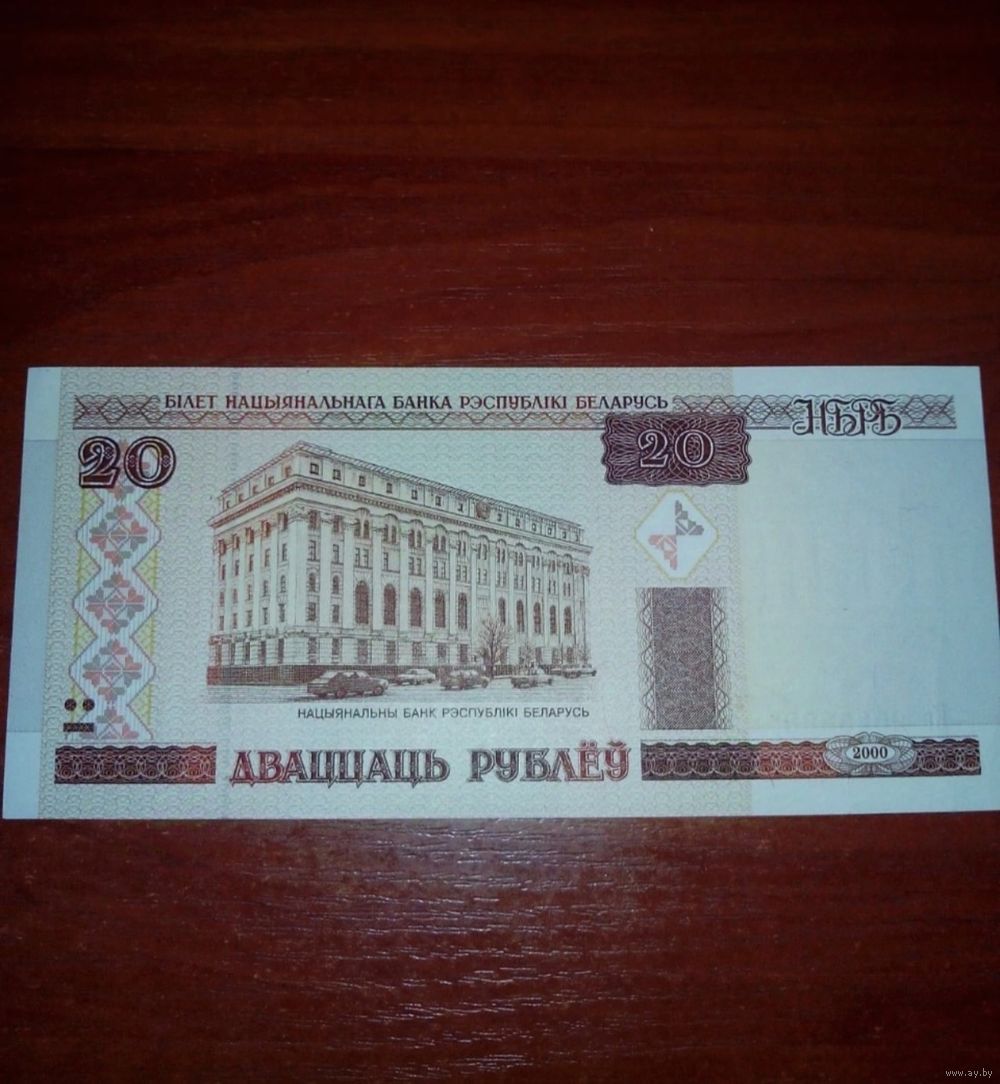 БІЛЕТ НАЦЫЯНАЛЬНАГА БАНКА РЭСПУБЛІКІ БЕЛАРУСЬ
НБРБ
20
20
НАЦЫЯНАЛЬНЫ БАНК РЭСПУБЛІКІ БЕЛАРУСЬ
ДВАЦЦАЦЬ РУБЛЁЎ
2000
www.ay.by